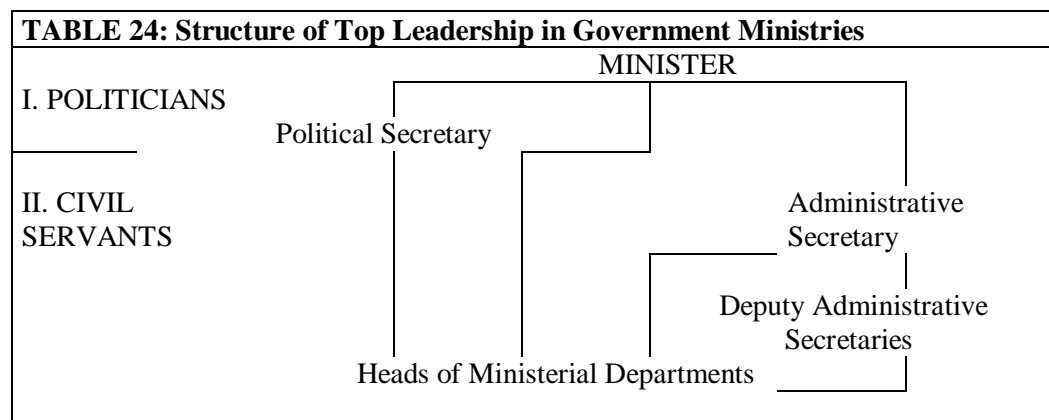 TABLE 24: Structure of Top Leadership in Government Ministries
MINISTER
I. POLITICIANS
Political Secretary
II. CIVIL
SERVANTS
Administrative
Secretary
Deputy Administrative
Secretaries
Heads of Ministerial Departments